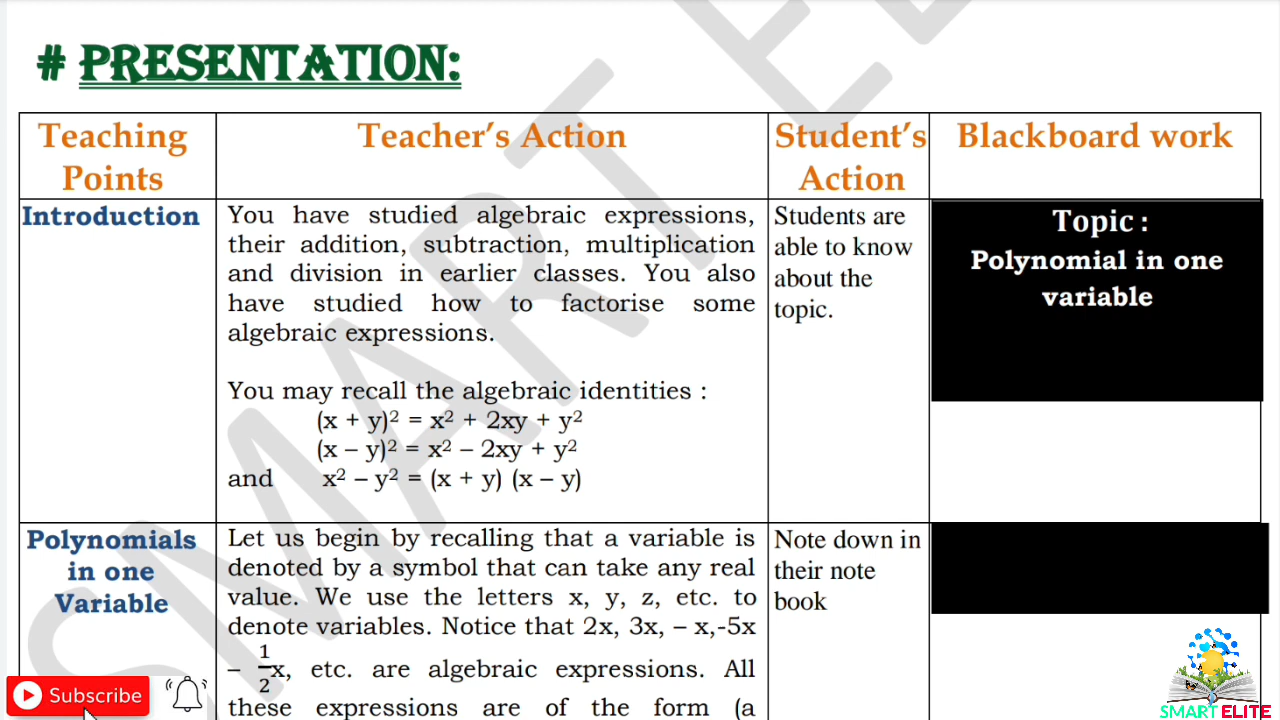 # PRESENTATION:
Teaching Points
Teacher's Action
Student's Action
Blackboard work
Introduction
You have studied algebraic expressions,
their addition, subtraction, multiplication
and division in earlier classes. You also
have studied how to factorise some
algebraic expressions.
You may recall the algebraic identities :
(x + y)² = x² + 2xy + y²
(x – y)² = x² – 2xy + y²
and x² – y² = (x + y) (x – y)
Students are
able to know
about the
topic.
Topic :
Polynomial in one
variable
Polynomials
in one
Variable
Let us begin by recalling that a variable is
denoted by a symbol that can take any real
value. We use the letters x, y, z, etc. to
denote variables. Notice that 2x, 3x, – x,-5x
– 1/2x, etc. are algebraic expressions. All
these expressions are of the form (a
Note down in
their note
book
Subscribe
SMART ELITE
SMART EL